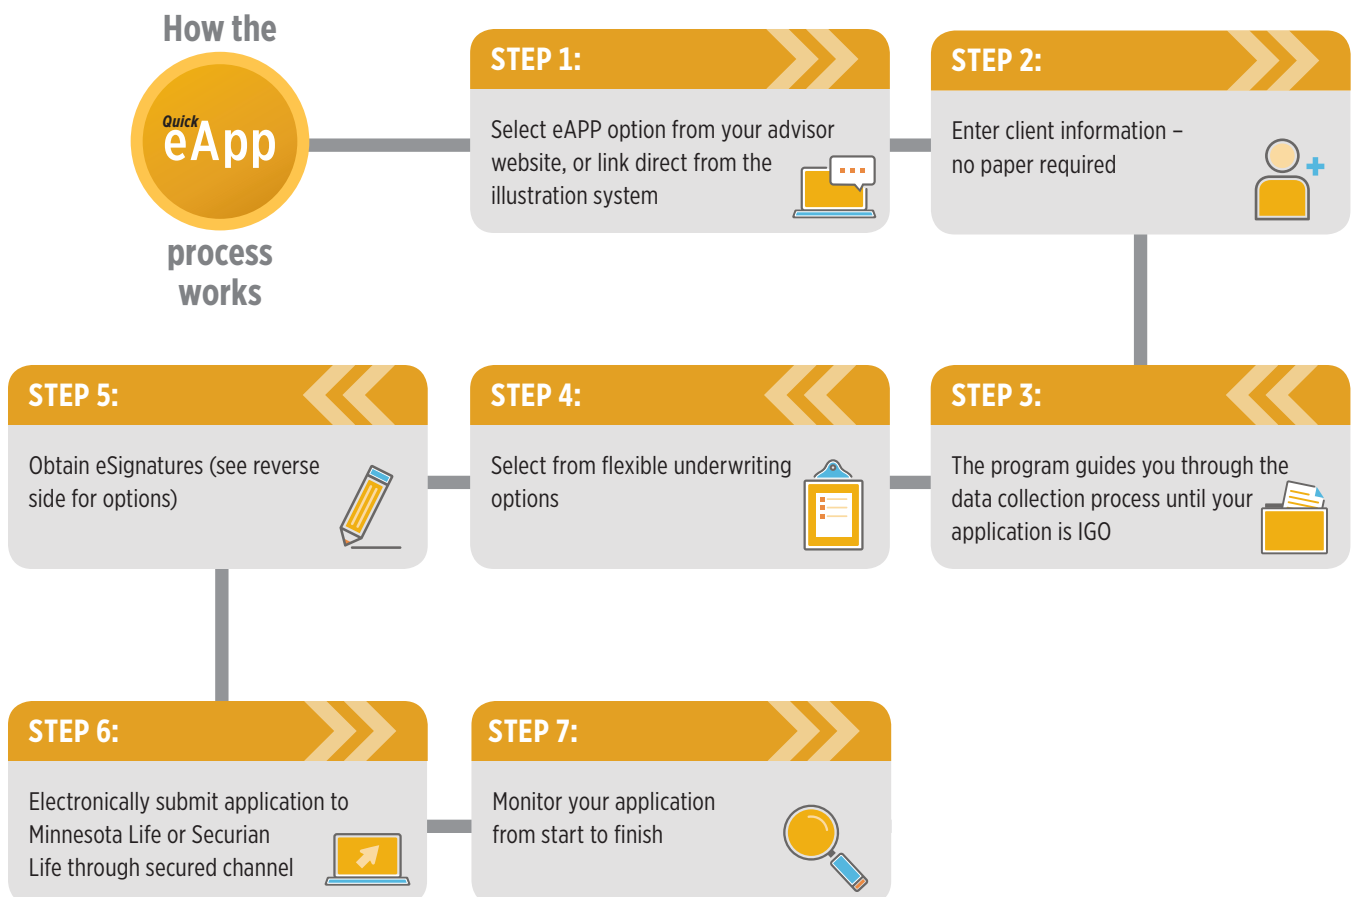 How the
Quick
eApp
process
works
STEP 1:
Select eAPP option from your advisor
website, or link direct from the
illustration system
STEP 2:
Enter client information –
no paper required
STEP 3:
The program guides you through the
data collection process until your
application is IGO
STEP 4:
Select from flexible underwriting
options
STEP 5:
Obtain eSignatures (see reverse
side for options)
STEP 6:
Electronically submit application to
Minnesota Life or Securian
Life through secured channel
STEP 7:
Monitor your application
from start to finish